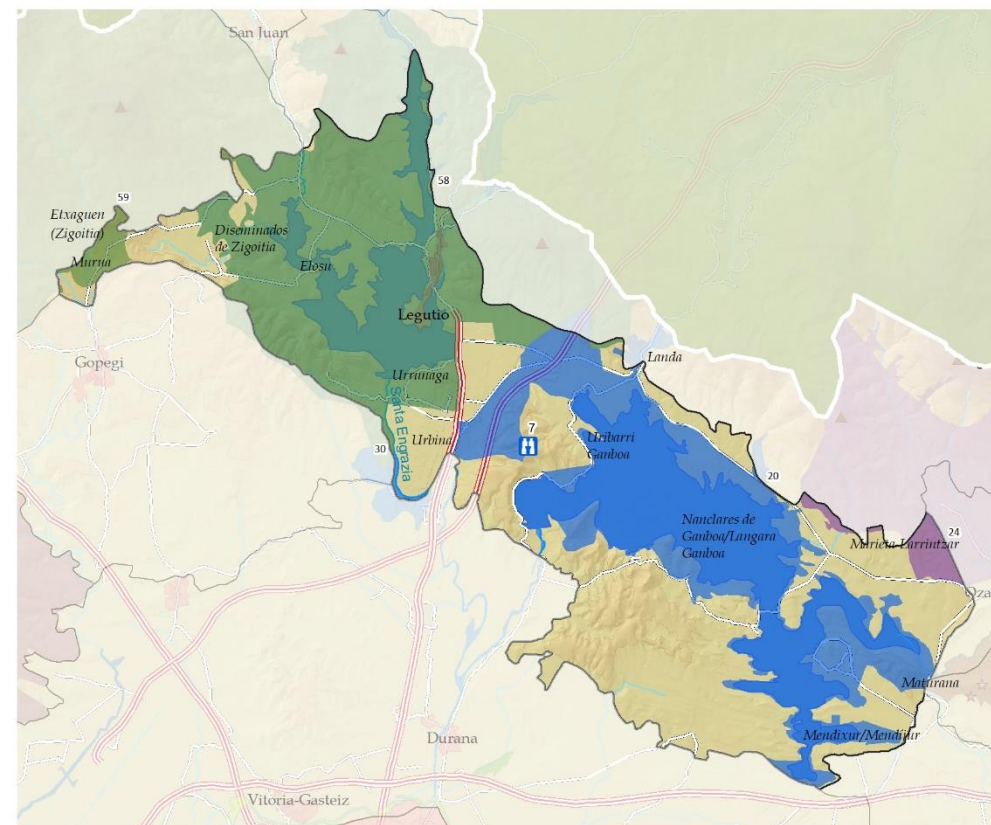 San Juan
58
59
Etxaguen
(Zigoitia)
Murua
Diseminados
de Zigoitia
Elosu
Legutio
Gopegi
Landa
Urrunaga
Santa Engrazia
Urbina
30
7
Uribarri
Ganboa
20
Nanclares de
Ganboa/Langara
Ganboa
24
Marieta-Larrintzar
Oza
Maturana
Mendixur/Mendijur
Durana
Vitoria-Gasteiz